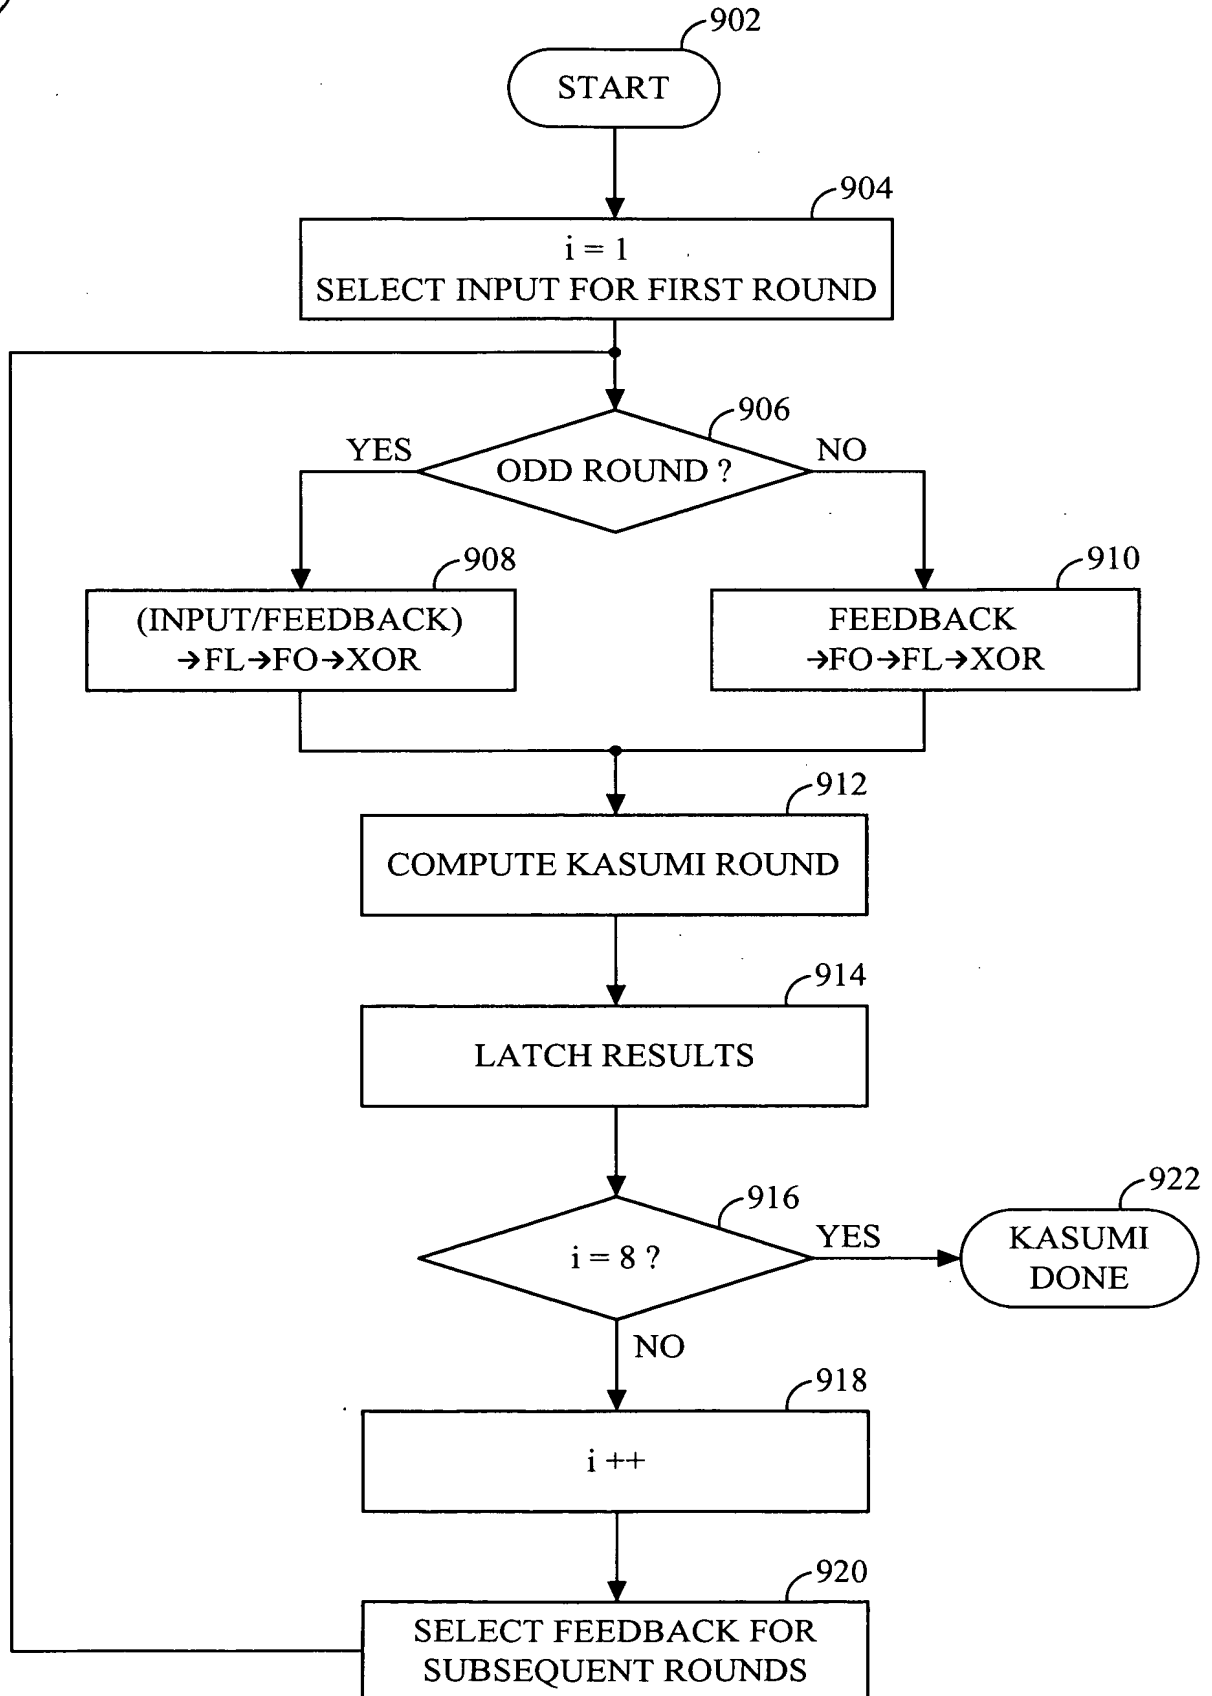 902
START
904
i = 1
SELECT INPUT FOR FIRST ROUND
906
YES
ODD ROUND ?
NO
908
(INPUT/FEEDBACK)
→FL→FO→XOR
910
FEEDBACK
→FO→FL→XOR
912
COMPUTE KASUMI ROUND
914
LATCH RESULTS
916
i = 8 ?
YES
922
KASUMI
DONE
NO
918
i ++
920
SELECT FEEDBACK FOR
SUBSEQUENT ROUNDS